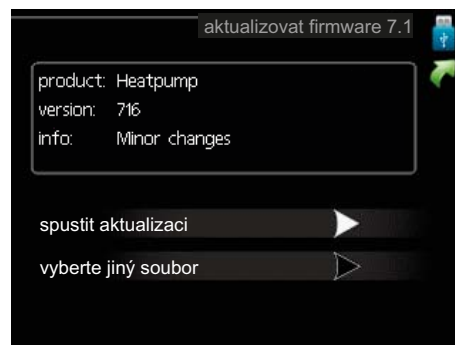 aktualizovat firmware 7.1
product: Heatpump
version: 716
info: Minor changes
spustit aktualizaci
vyberte jiný soubor